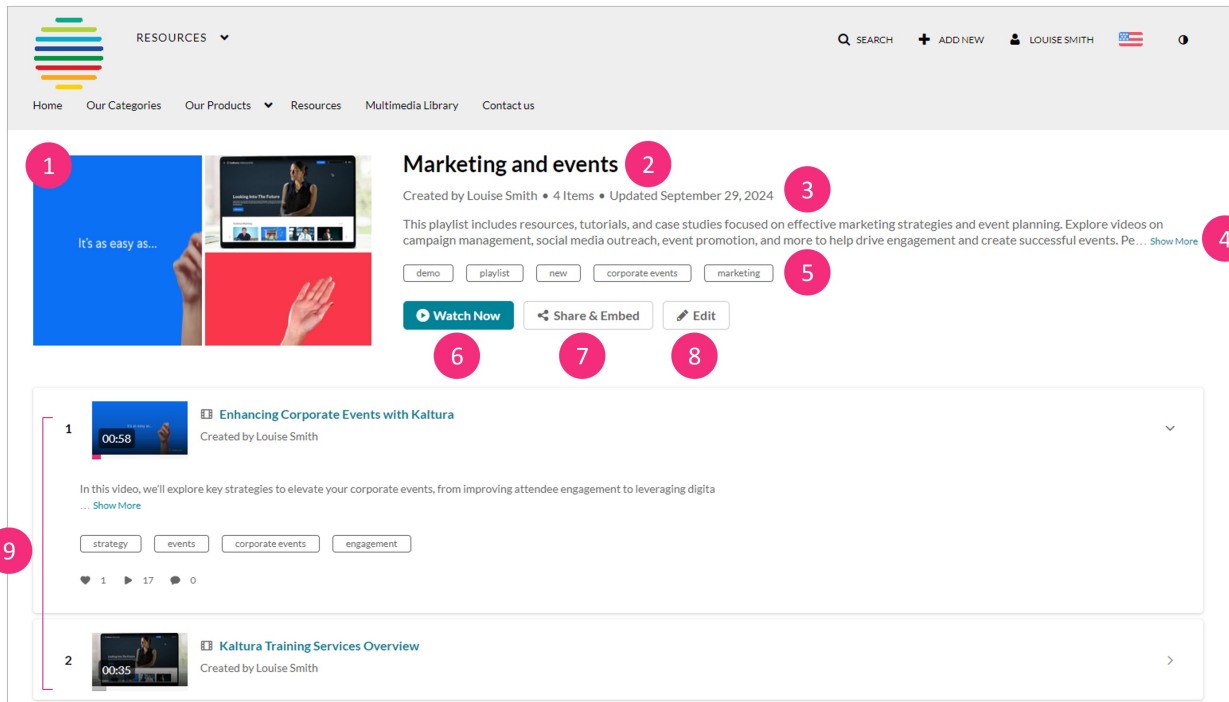 RESOURCES
SEARCH ADD NEW LOUISE SMITH
Home Our Categories Our Products Resources Multimedia Library Contact us
1
It's as easy as...
Looking Into The Future
Marketing and events 2
Created by Louise Smith • 4 Items • Updated September 29, 2024 3
This playlist includes resources, tutorials, and case studies focused on effective marketing strategies and event planning. Explore videos on
campaign management, social media outreach, event promotion, and more to help drive engagement and create successful events. Pe... Show More 4
demo playlist new corporate events marketing 5
Watch Now Share & Embed Edit
6 7 8
1 00:58 Enhancing Corporate Events with Kaltura
Created by Louise Smith
In this video, we'll explore key strategies to elevate your corporate events, from improving attendee engagement to leveraging digita
... Show More
9
strategy events corporate events engagement
1 17 0
2 00:35 Kaltura Training Services Overview
Created by Louise Smith